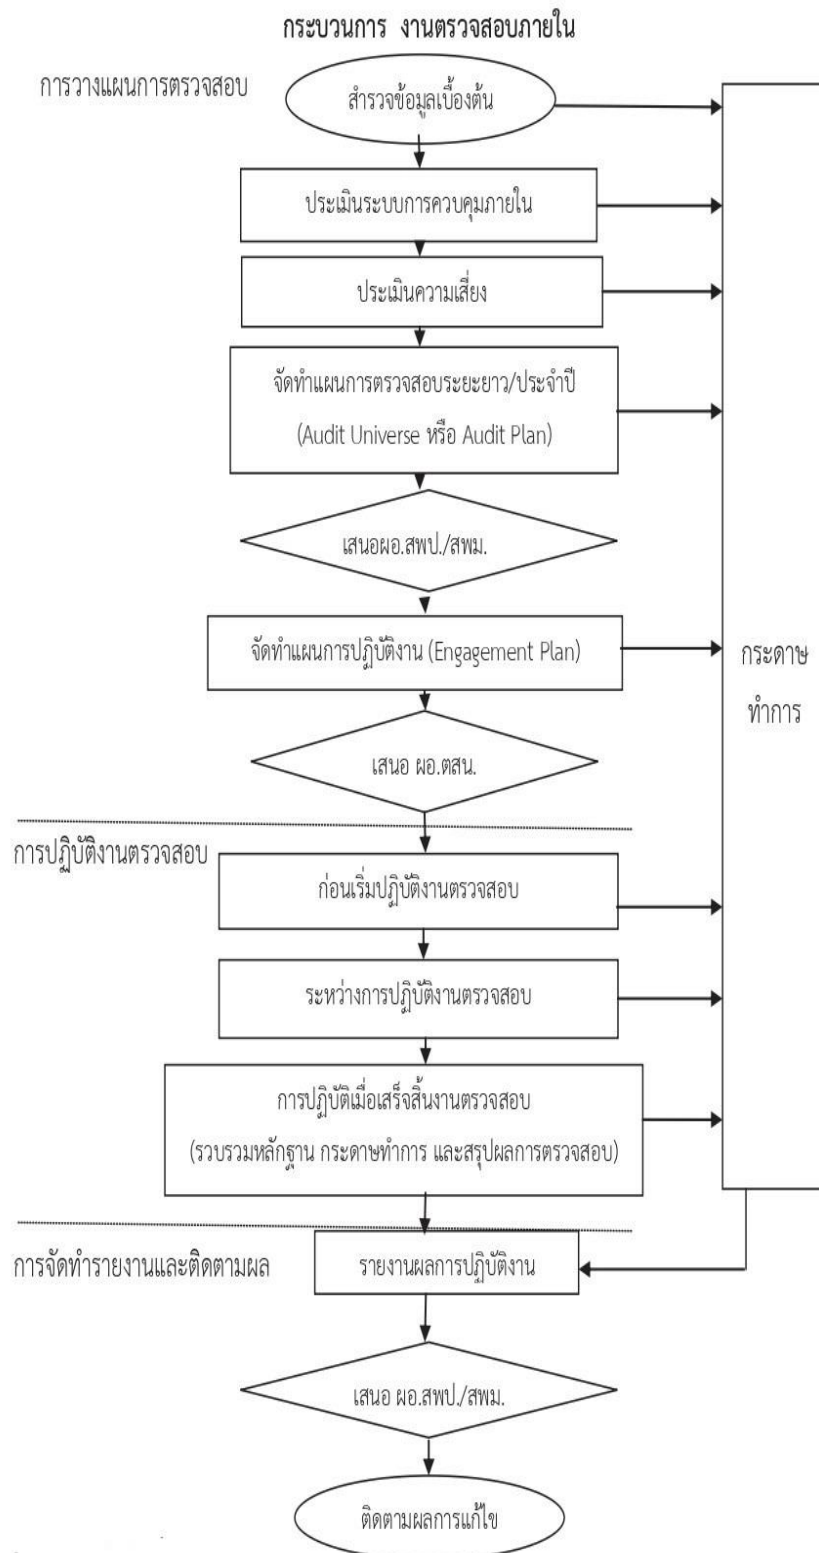 กระบวนการ งานตรวจสอบภายใน
การวางแผนการตรวจสอบ
สำรวจข้อมูลเบื้องต้น
ประเมินระบบการควบคุมภายใน
ประเมินความเสี่ยง
จัดทำแผนการตรวจสอบระยะยาว/ประจำปี
(Audit Universe หรือ Audit Plan)
เสนอผอ.สพป./สพม.
จัดทำแผนการปฏิบัติงาน (Engagement Plan)
กระดาษ
ทำการ
เสนอ ผอ.ตสน.
การปฏิบัติงานตรวจสอบ
ก่อนเริ่มปฏิบัติงานตรวจสอบ
ระหว่างการปฏิบัติงานตรวจสอบ
การปฏิบัติเมื่อเสร็จสิ้นงานตรวจสอบ
(รวบรวมหลักฐาน กระดาษทำการ และสรุปผลการตรวจสอบ)
การจัดทำรายงานและติดตามผล
รายงานผลการปฏิบัติงาน
เสนอ ผอ.สพป./สพม.
ติดตามผลการแก้ไข